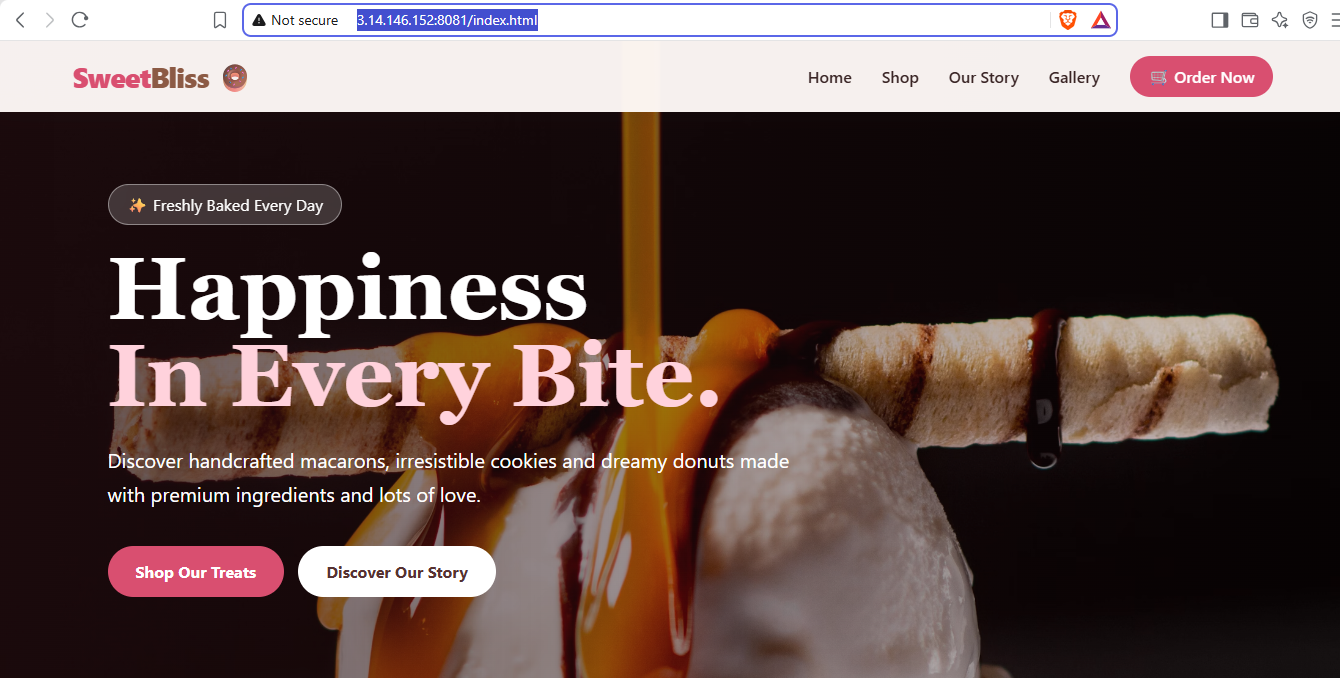 Not secure 3.14.146.152:8081/index.html
SweetBliss
Home Shop Our Story Gallery 🛒 Order Now
✨ Freshly Baked Every Day
Happiness
In Every Bite.
Discover handcrafted macarons, irresistible cookies and dreamy donuts made
with premium ingredients and lots of love.
Shop Our Treats Discover Our Story